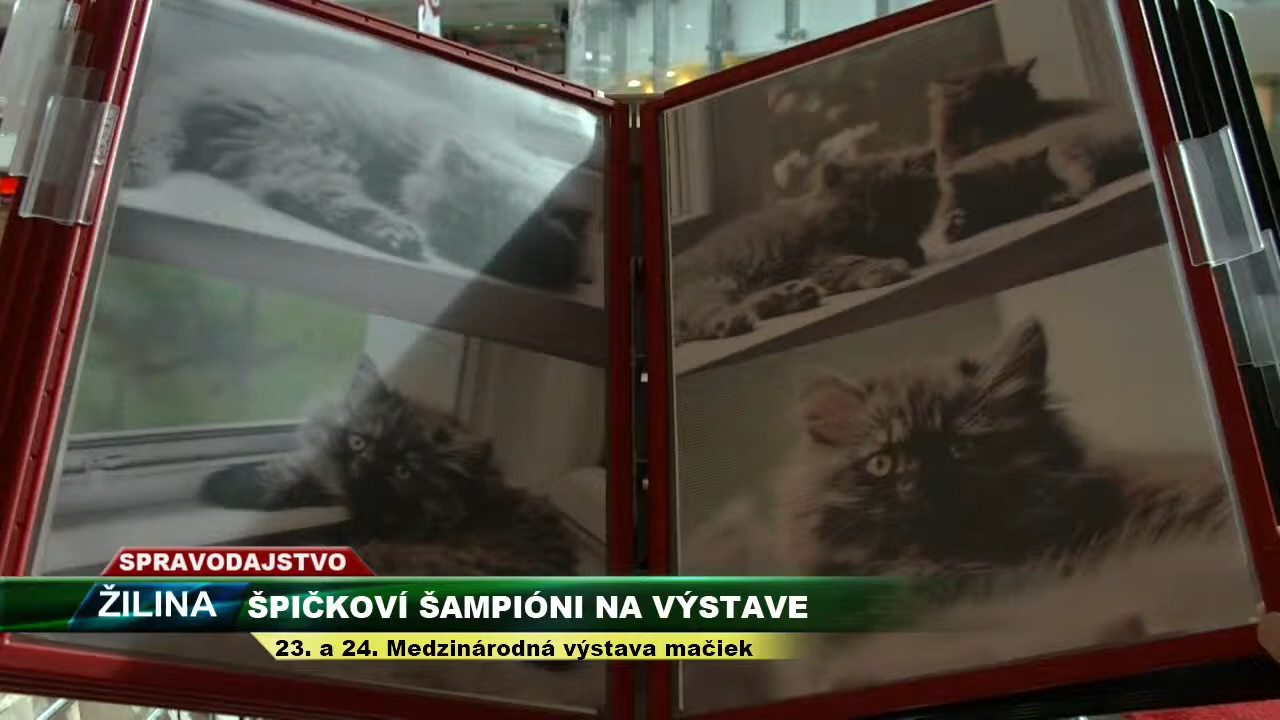 SPRAVODAJSTVO
ŽILINA
ŠPIČKOVÍ ŠAMPIÓNI NA VÝSTAVE
23. a 24. Medzinárodná výstava mačiek